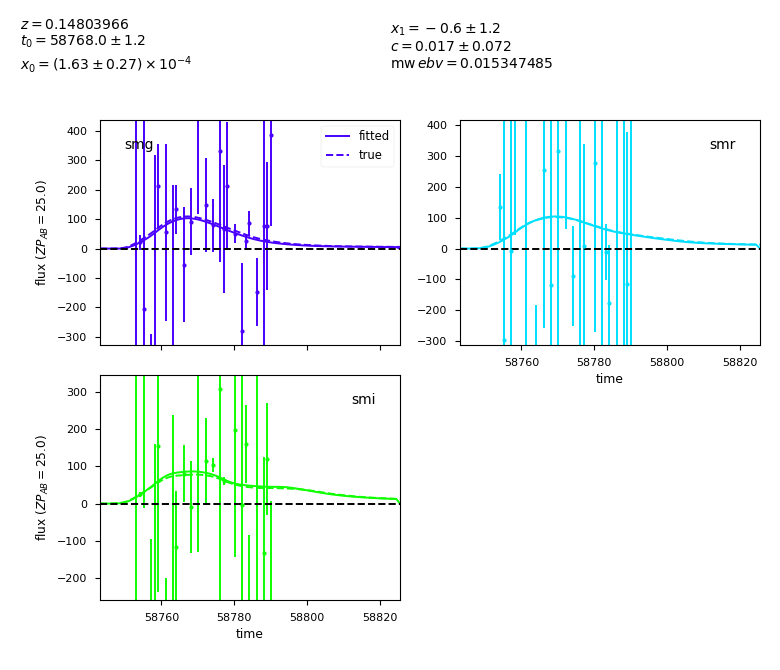 z = 0.14803966
t₀ = 58768.0 ± 1.2
x₀ = (1.63 ± 0.27) × 10⁻⁴
x₁ = −0.6 ± 1.2
c = 0.017 ± 0.072
mw ebv = 0.015347485
smg
fitted
true
400
300
200
100
0
−100
−200
−300
flux (ZP_AB = 25.0)
smr
400
300
200
100
0
−100
−200
−300
58760
58780
58800
58820
time
smi
300
200
100
0
−100
−200
flux (ZP_AB = 25.0)
58760
58780
58800
58820
time